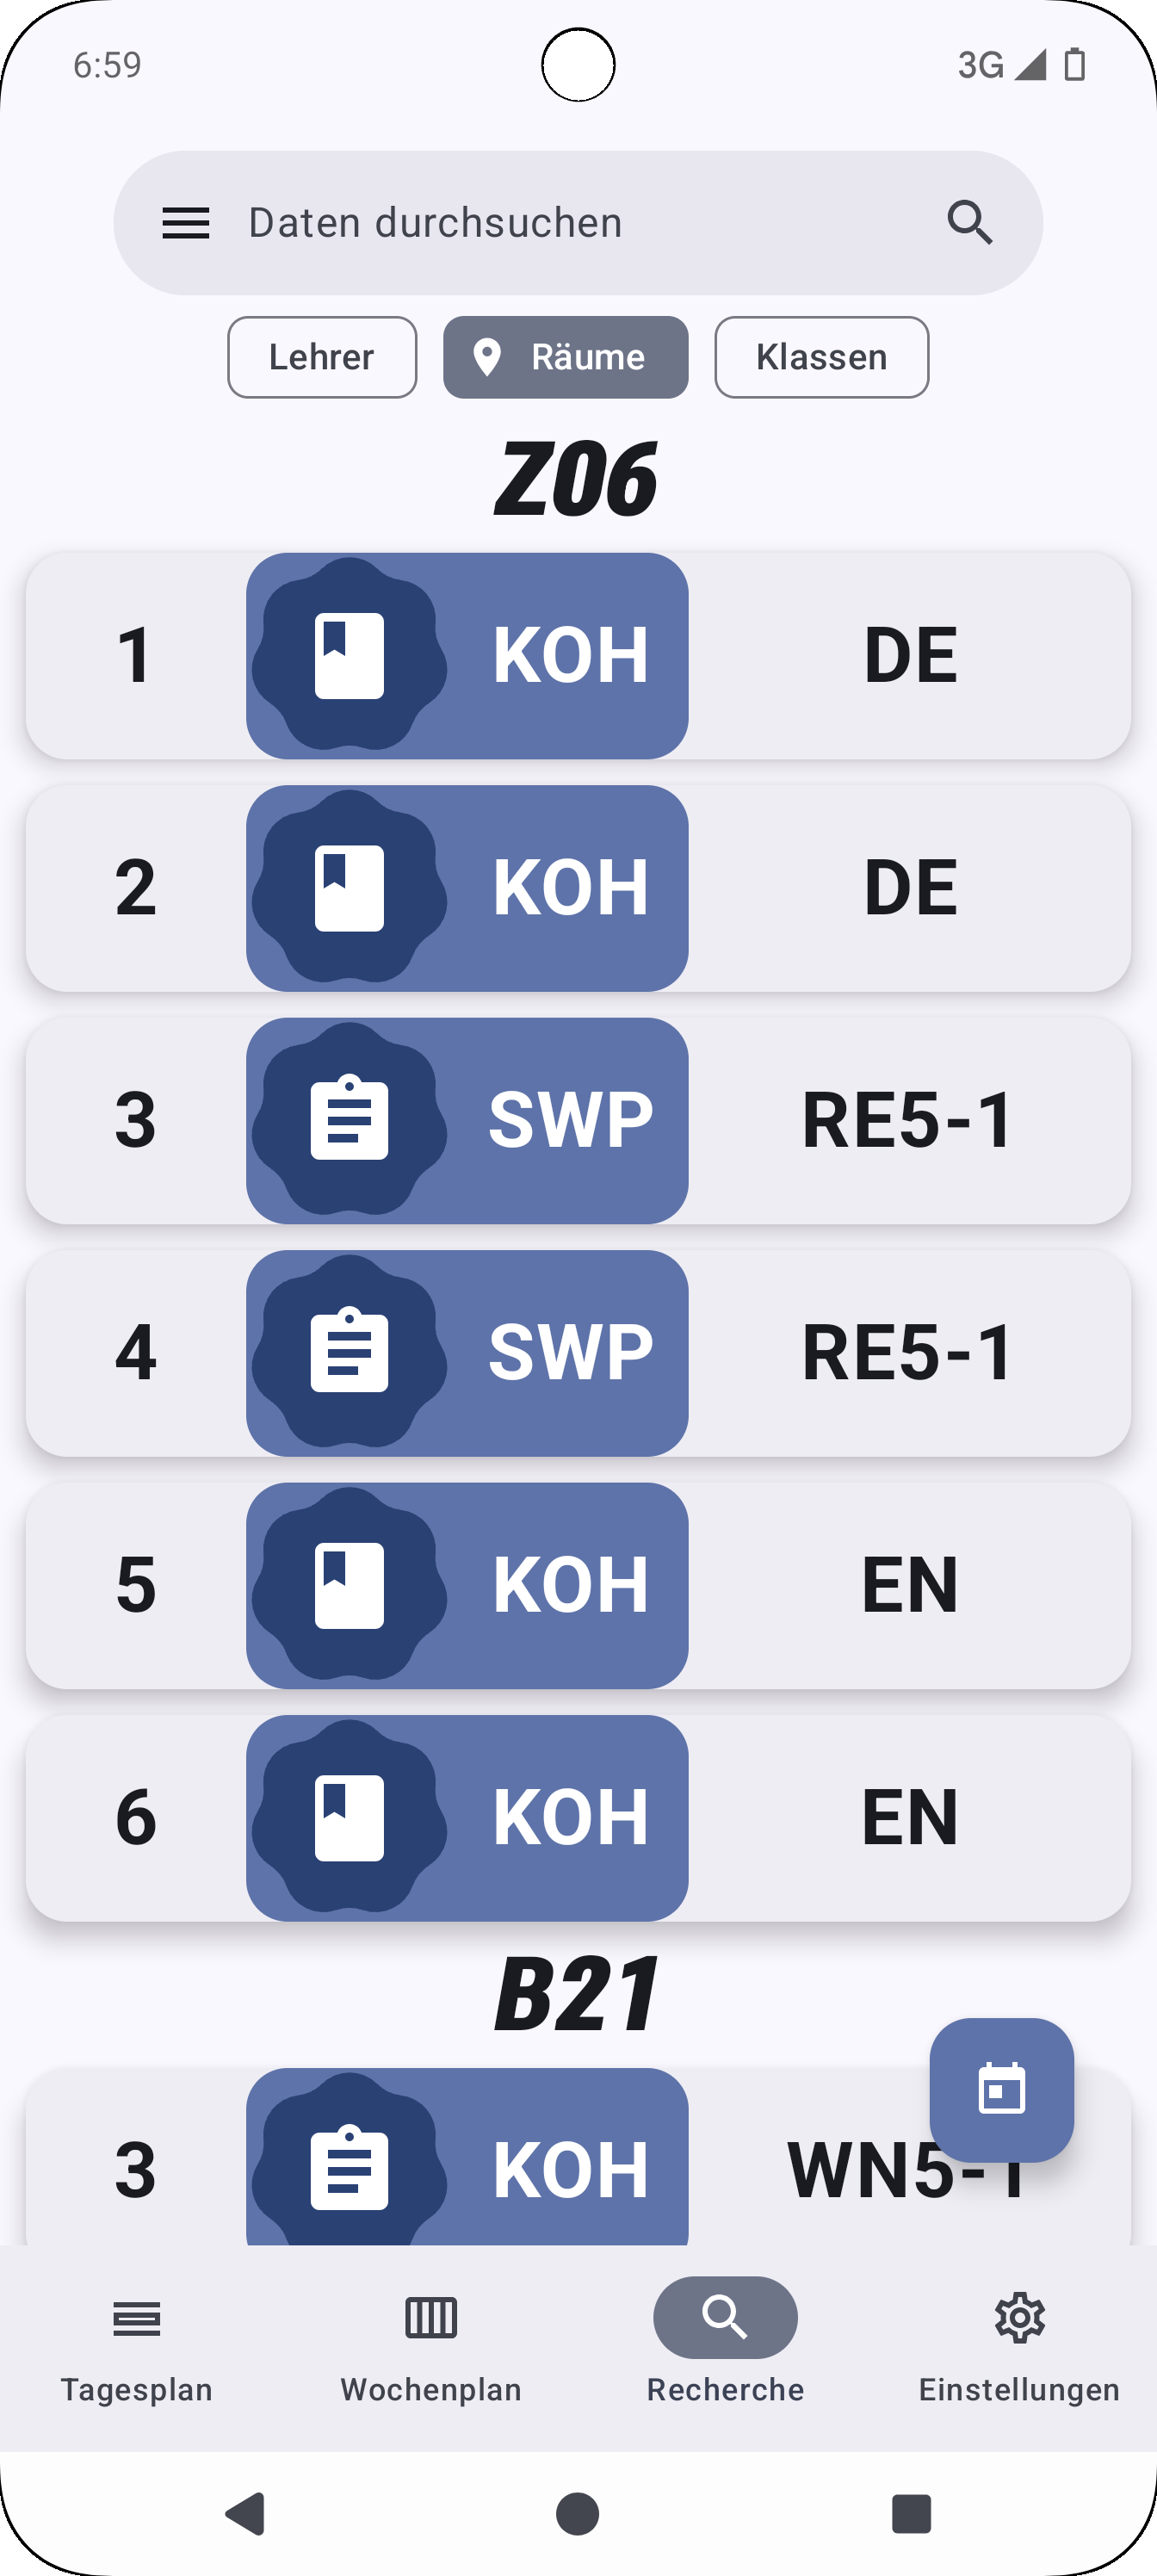 6:59 3G
Daten durchsuchen
Lehrer Räume Klassen
Z06
1 KOH DE
2 KOH DE
3 SWP RE5-1
4 SWP RE5-1
5 KOH EN
6 KOH EN
B21
3 KOH WN5-1
Tagesplan Wochenplan Recherche Einstellungen